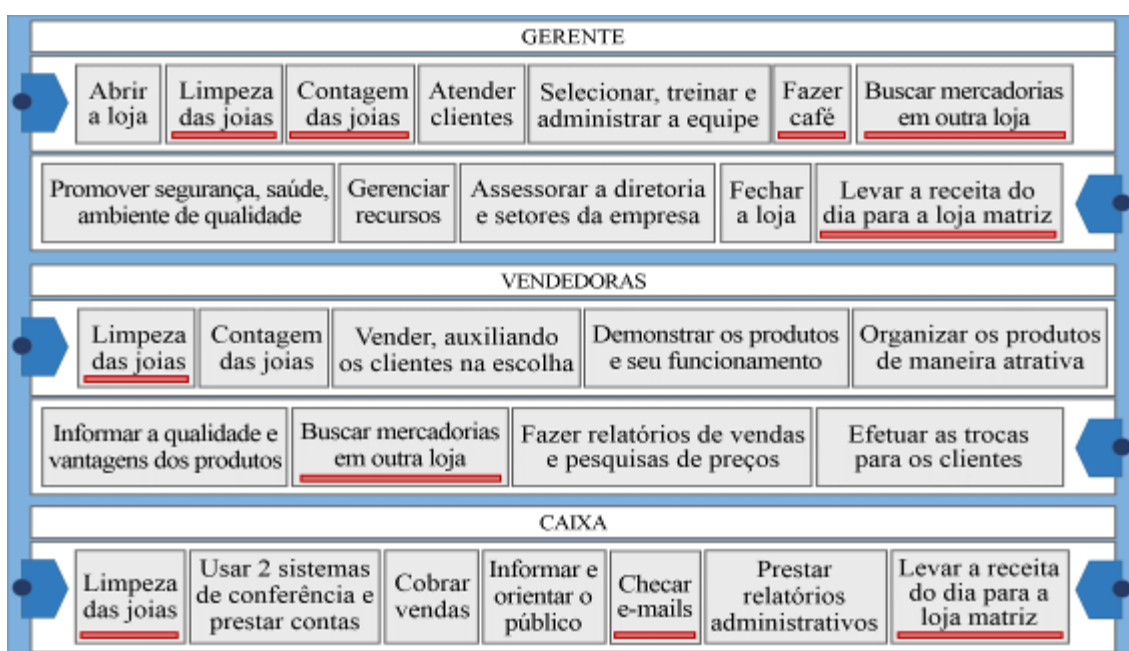 GERENTE
Abrir
a loja
Limpeza
das joias
Contagem
das joias
Atender
clientes
Selecionar, treinar e
administrar a equipe
Fazer
café
Buscar mercadorias
em outra loja
Promover segurança, saúde,
ambiente de qualidade
Gerenciar
recursos
Assessorar a diretoria
e setores da empresa
Fechar
a loja
Levar a receita do
dia para a loja matriz
VENDEDORAS
Limpeza
das joias
Contagem
das joias
Vender, auxiliando
os clientes na escolha
Demonstrar os produtos
e seu funcionamento
Organizar os produtos
de maneira atrativa
Informar a qualidade e
vantagens dos produtos
Buscar mercadorias
em outra loja
Fazer relatórios de vendas
e pesquisas de preços
Efetuar as trocas
para os clientes
CAIXA
Limpeza
das joias
Usar 2 sistemas
de conferência e
prestar contas
Cobrar
vendas
Informar e
orientar o
público
Checar
e-mails
Prestar
relatórios
administrativos
Levar a receita
do dia para a
loja matriz